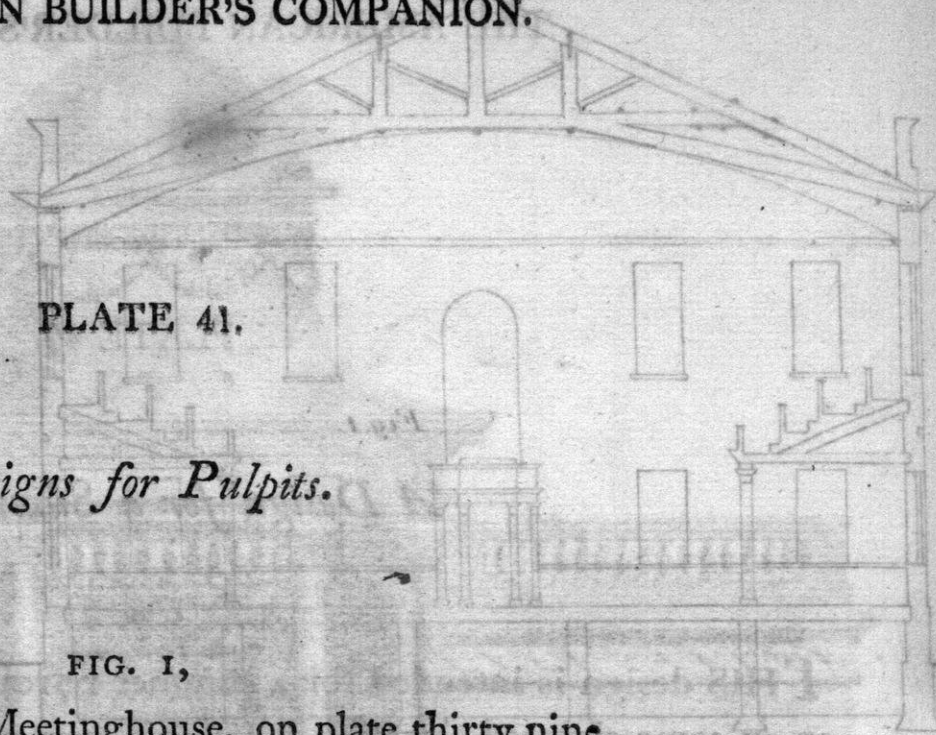 N BUILDER'S COMPANION.
PLATE 41.
igns for Pulpits.
FIG. I,
Meetinghouse, on plate thirty nine